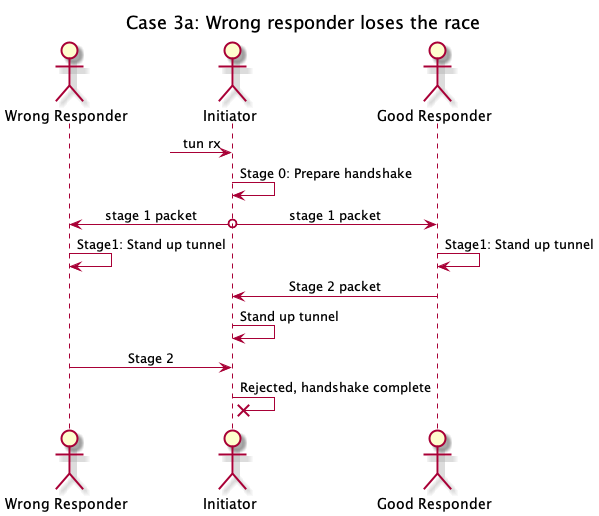 Case 3a: Wrong responder loses the race
Wrong Responder
Initiator
Good Responder
tun rx
Stage 0: Prepare handshake
stage 1 packet
stage 1 packet
Stage1: Stand up tunnel
Stage1: Stand up tunnel
Stage 2 packet
Stand up tunnel
Stage 2
Rejected, handshake complete
Wrong Responder
Initiator
Good Responder